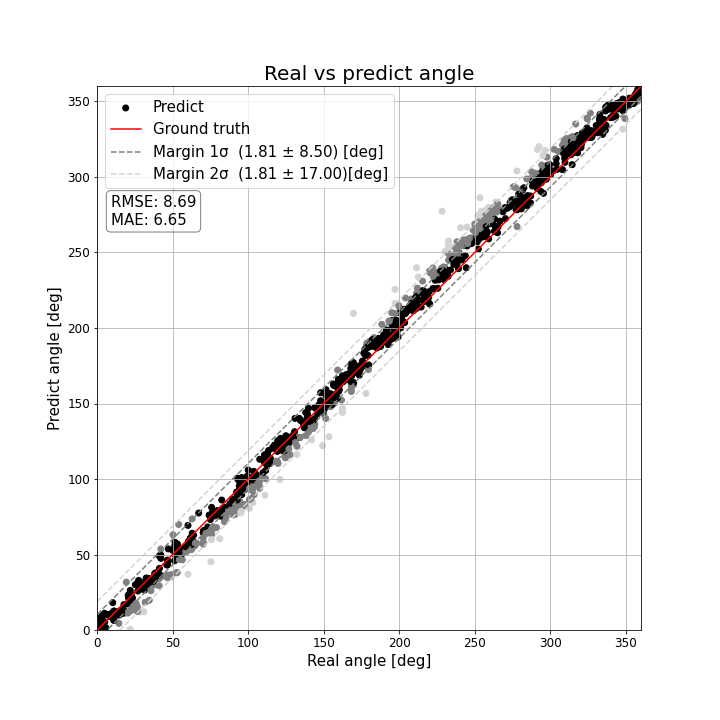 Real vs predict angle
Predict
Ground truth
Margin 1σ (1.81 ± 8.50) [deg]
Margin 2σ (1.81 ± 17.00)[deg]
RMSE: 8.69
MAE: 6.65
Predict angle [deg]
350
300
250
200
150
100
50
0
0 50 100 150 200 250 300 350
Real angle [deg]